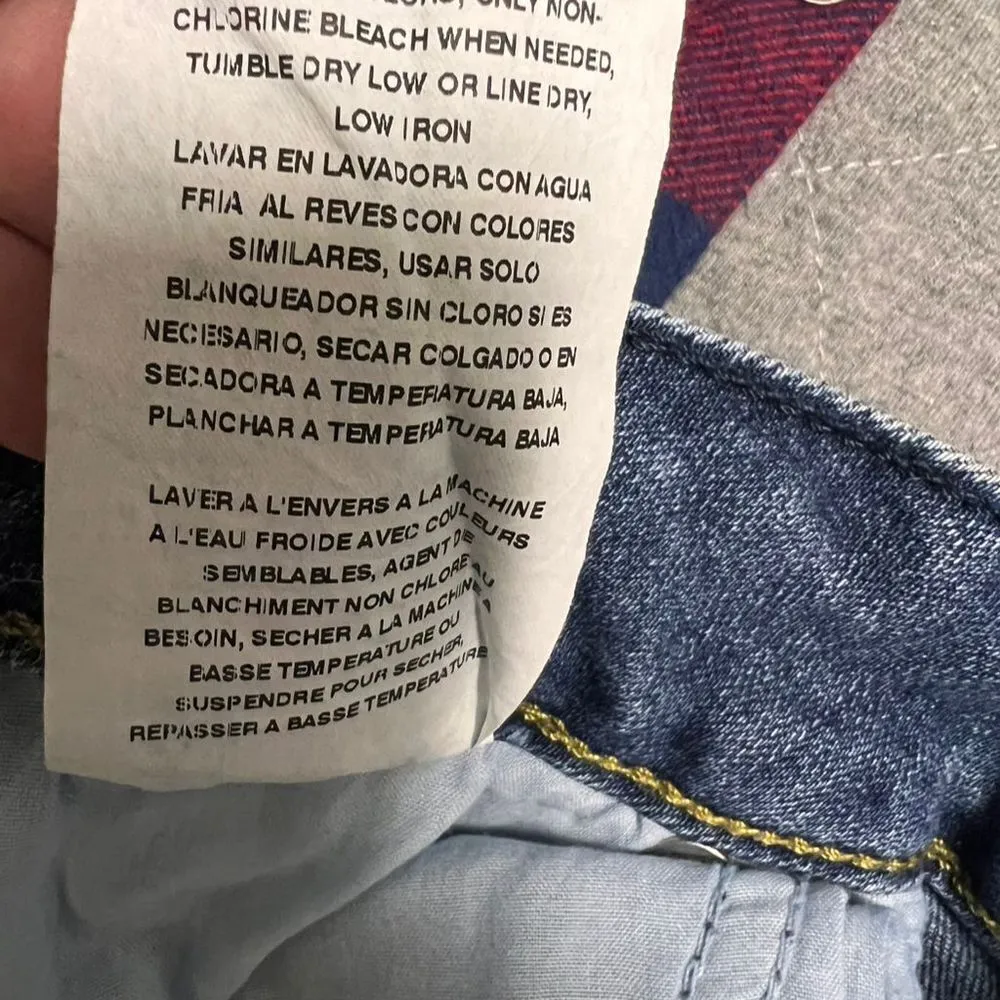 ONLY NON-
CHLORINE BLEACH WHEN NEEDED,
TUMBLE DRY LOW OR LINE DRY,
LOW IRON
LAVAR EN LAVADORA CON AGUA
FRIA AL REVES CON COLORES
SIMILARES, USAR SOLO
BLANQUEADOR SIN CLORO SI ES
NECESARIO, SECAR COLGADO O EN
SECADORA A TEMPERATURA BAJA,
PLANCHAR A TEMPERATURA BAJA
LAVER A L'ENVERS A LA MACHINE
A L'EAU FROIDE AVEC COULEURS
SEMBLABLES, AGENT DE
BLANCHIMENT NON CHLORE AU
BESOIN, SECHER A LA MACHINE A
BASSE TEMPERATURE OU
SUSPENDRE POUR SECHER,
REPASSER A BASSE TEMPERATURE